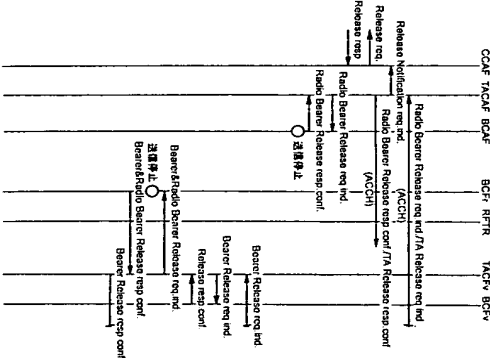 CCAF TACAF BCAF BCFr RFTR TACFv BCFv
Radio Bearer Release req ind./TA Release req ind
(ACCH)
Release Notification req ind.
Radio Bearer Release resp conf./TA Release resp conf
(ACCH)
Release req.
Release resp
Radio Bearer Release req ind.
Radio Bearer Release resp conf.
送信停止
Bearer Release req ind.
Bearer Release req ind.
Release resp conf.
Bearer&Radio Bearer Release req.ind.
送信停止
Bearer&Radio Bearer Release resp conf.
Bearer Release resp conf